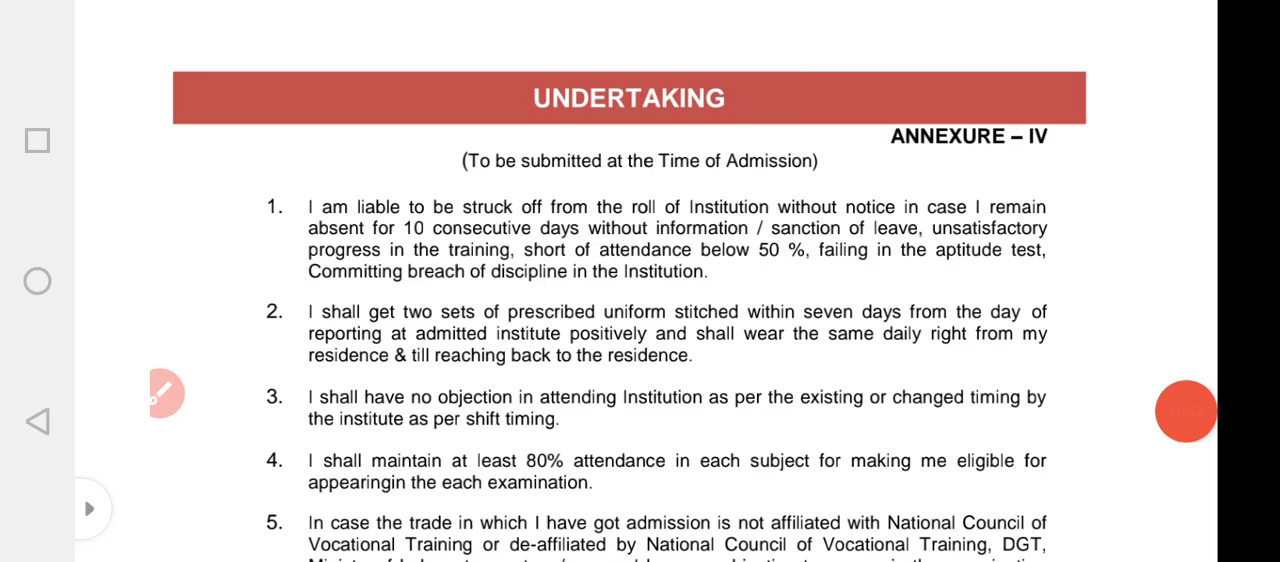 UNDERTAKING
ANNEXURE – IV
(To be submitted at the Time of Admission)
1. I am liable to be struck off from the roll of Institution without notice in case I remain
absent for 10 consecutive days without information / sanction of leave, unsatisfactory
progress in the training, short of attendance below 50 %, failing in the aptitude test,
Committing breach of discipline in the Institution.
2. I shall get two sets of prescribed uniform stitched within seven days from the day of
reporting at admitted institute positively and shall wear the same daily right from my
residence & till reaching back to the residence.
3. I shall have no objection in attending Institution as per the existing or changed timing by
the institute as per shift timing.
4. I shall maintain at least 80% attendance in each subject for making me eligible for
appearingin the each examination.
5. In case the trade in which I have got admission is not affiliated with National Council of
Vocational Training or de-affiliated by National Council of Vocational Training, DGT,